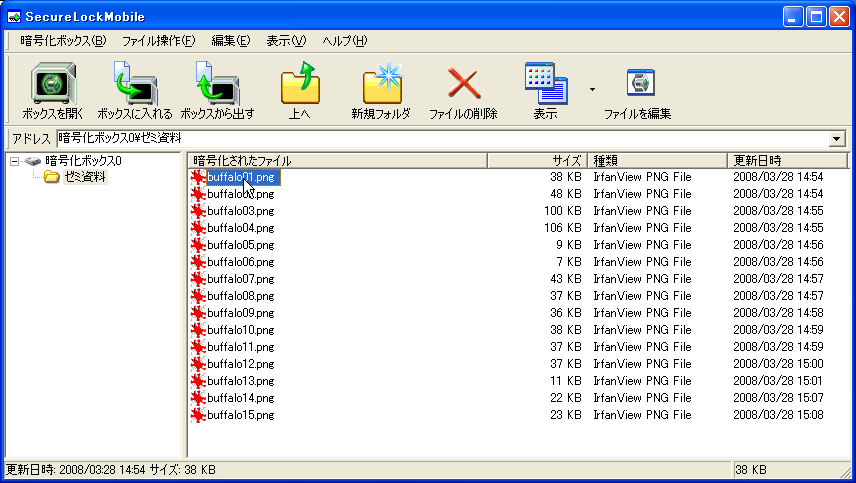 SecureLockMobile
暗号化ボックス(B) ファイル操作(F) 編集(E) 表示(V) ヘルプ(H)
ボックスを開く ボックスに入れる ボックスから出す 上へ 新規フォルダ ファイルの削除 表示 ファイルを編集
アドレス 暗号化ボックス0¥ゼミ資料
暗号化ボックス0
ゼミ資料
暗号化されたファイル サイズ 種類 更新日時
buffalo01.png 38 KB IrfanView PNG File 2008/03/28 14:54
buffalo02.png 48 KB IrfanView PNG File 2008/03/28 14:54
buffalo03.png 100 KB IrfanView PNG File 2008/03/28 14:55
buffalo04.png 106 KB IrfanView PNG File 2008/03/28 14:55
buffalo05.png 9 KB IrfanView PNG File 2008/03/28 14:56
buffalo06.png 7 KB IrfanView PNG File 2008/03/28 14:56
buffalo07.png 43 KB IrfanView PNG File 2008/03/28 14:57
buffalo08.png 37 KB IrfanView PNG File 2008/03/28 14:57
buffalo09.png 36 KB IrfanView PNG File 2008/03/28 14:58
buffalo10.png 38 KB IrfanView PNG File 2008/03/28 14:59
buffalo11.png 37 KB IrfanView PNG File 2008/03/28 14:59
buffalo12.png 37 KB IrfanView PNG File 2008/03/28 15:00
buffalo13.png 11 KB IrfanView PNG File 2008/03/28 15:01
buffalo14.png 22 KB IrfanView PNG File 2008/03/28 15:07
buffalo15.png 23 KB IrfanView PNG File 2008/03/28 15:08
更新日時: 2008/03/28 14:54 サイズ: 38 KB 38 KB